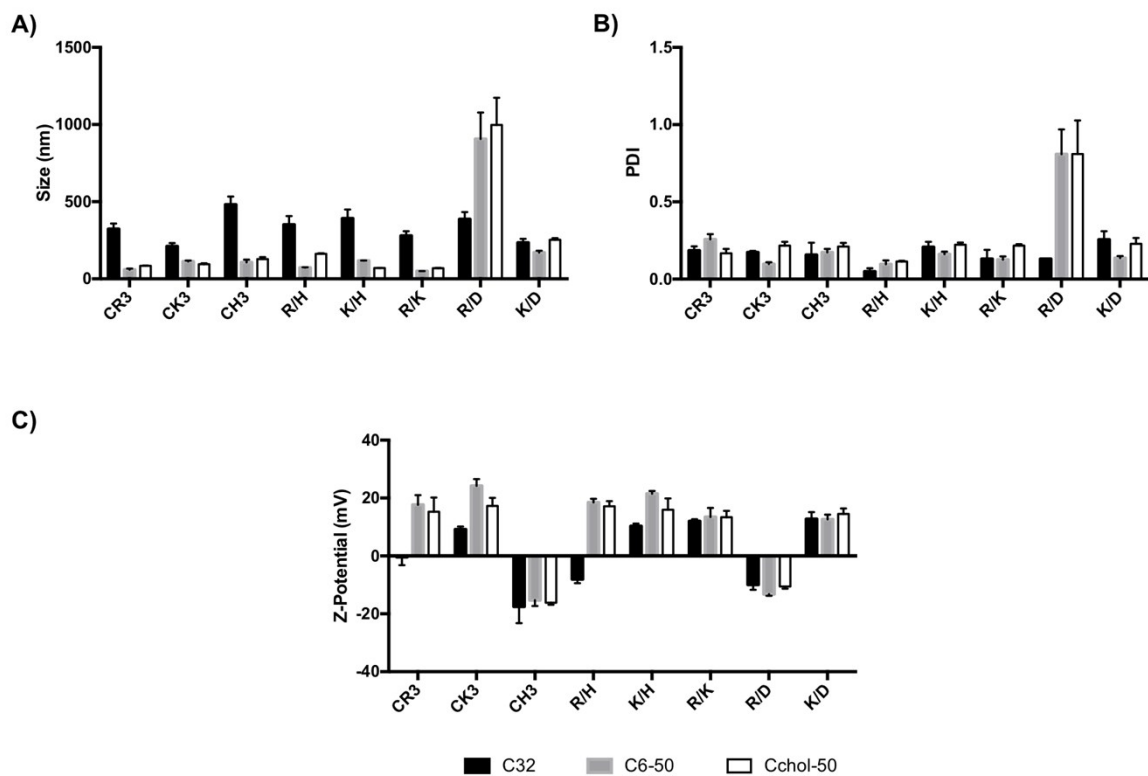 A)
1500
1000
500
0
Size (nm)
CR3 CK3 CH3 R/H K/H R/K R/D K/D
B)
1.5
1.0
0.5
0.0
PDI
CR3 CK3 CH3 R/H K/H R/K R/D K/D
C)
40
20
0
-20
-40
Z-Potential (mV)
CR3 CK3 CH3 R/H K/H R/K R/D K/D
C32 C6-50 Cchol-50